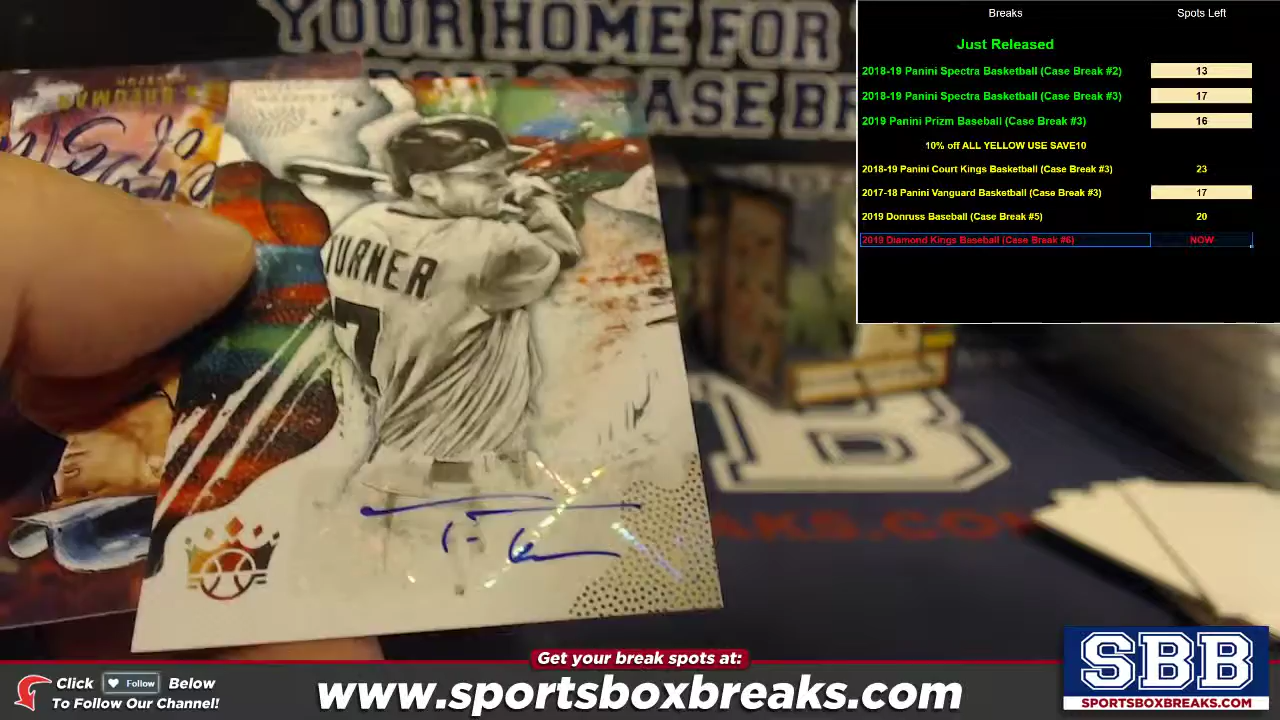 YOUR HOME FOR
ASE BR
TURNER
7
Breaks Spots Left
Just Released
2018-19 Panini Spectra Basketball (Case Break #2) 13
2018-19 Panini Spectra Basketball (Case Break #3) 17
2019 Panini Prizm Baseball (Case Break #3) 16
10% off ALL YELLOW USE SAVE10
2018-19 Panini Court Kings Basketball (Case Break #3) 23
2017-18 Panini Vanguard Basketball (Case Break #3) 17
2019 Donruss Baseball (Case Break #5) 20
2019 Diamond Kings Baseball (Case Break #6) NOW
EAKS.COM
Get your break spots at:
Click Follow Below
To Follow Our Channel!
www.sportsboxbreaks.com
SBB
SPORTSBOXBREAKS.COM